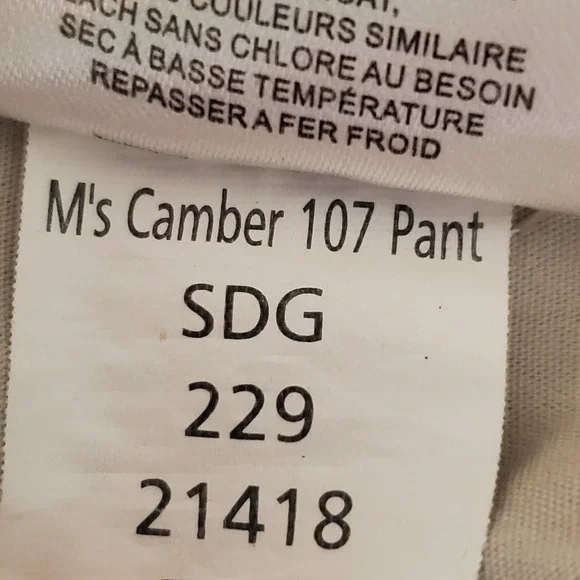 COULEURS SIMILAIRE
SANS CHLORE AU BESOIN
SEC À BASSE TEMPÉRATURE
REPASSER A FER FROID
M's Camber 107 Pant
SDG
229
21418